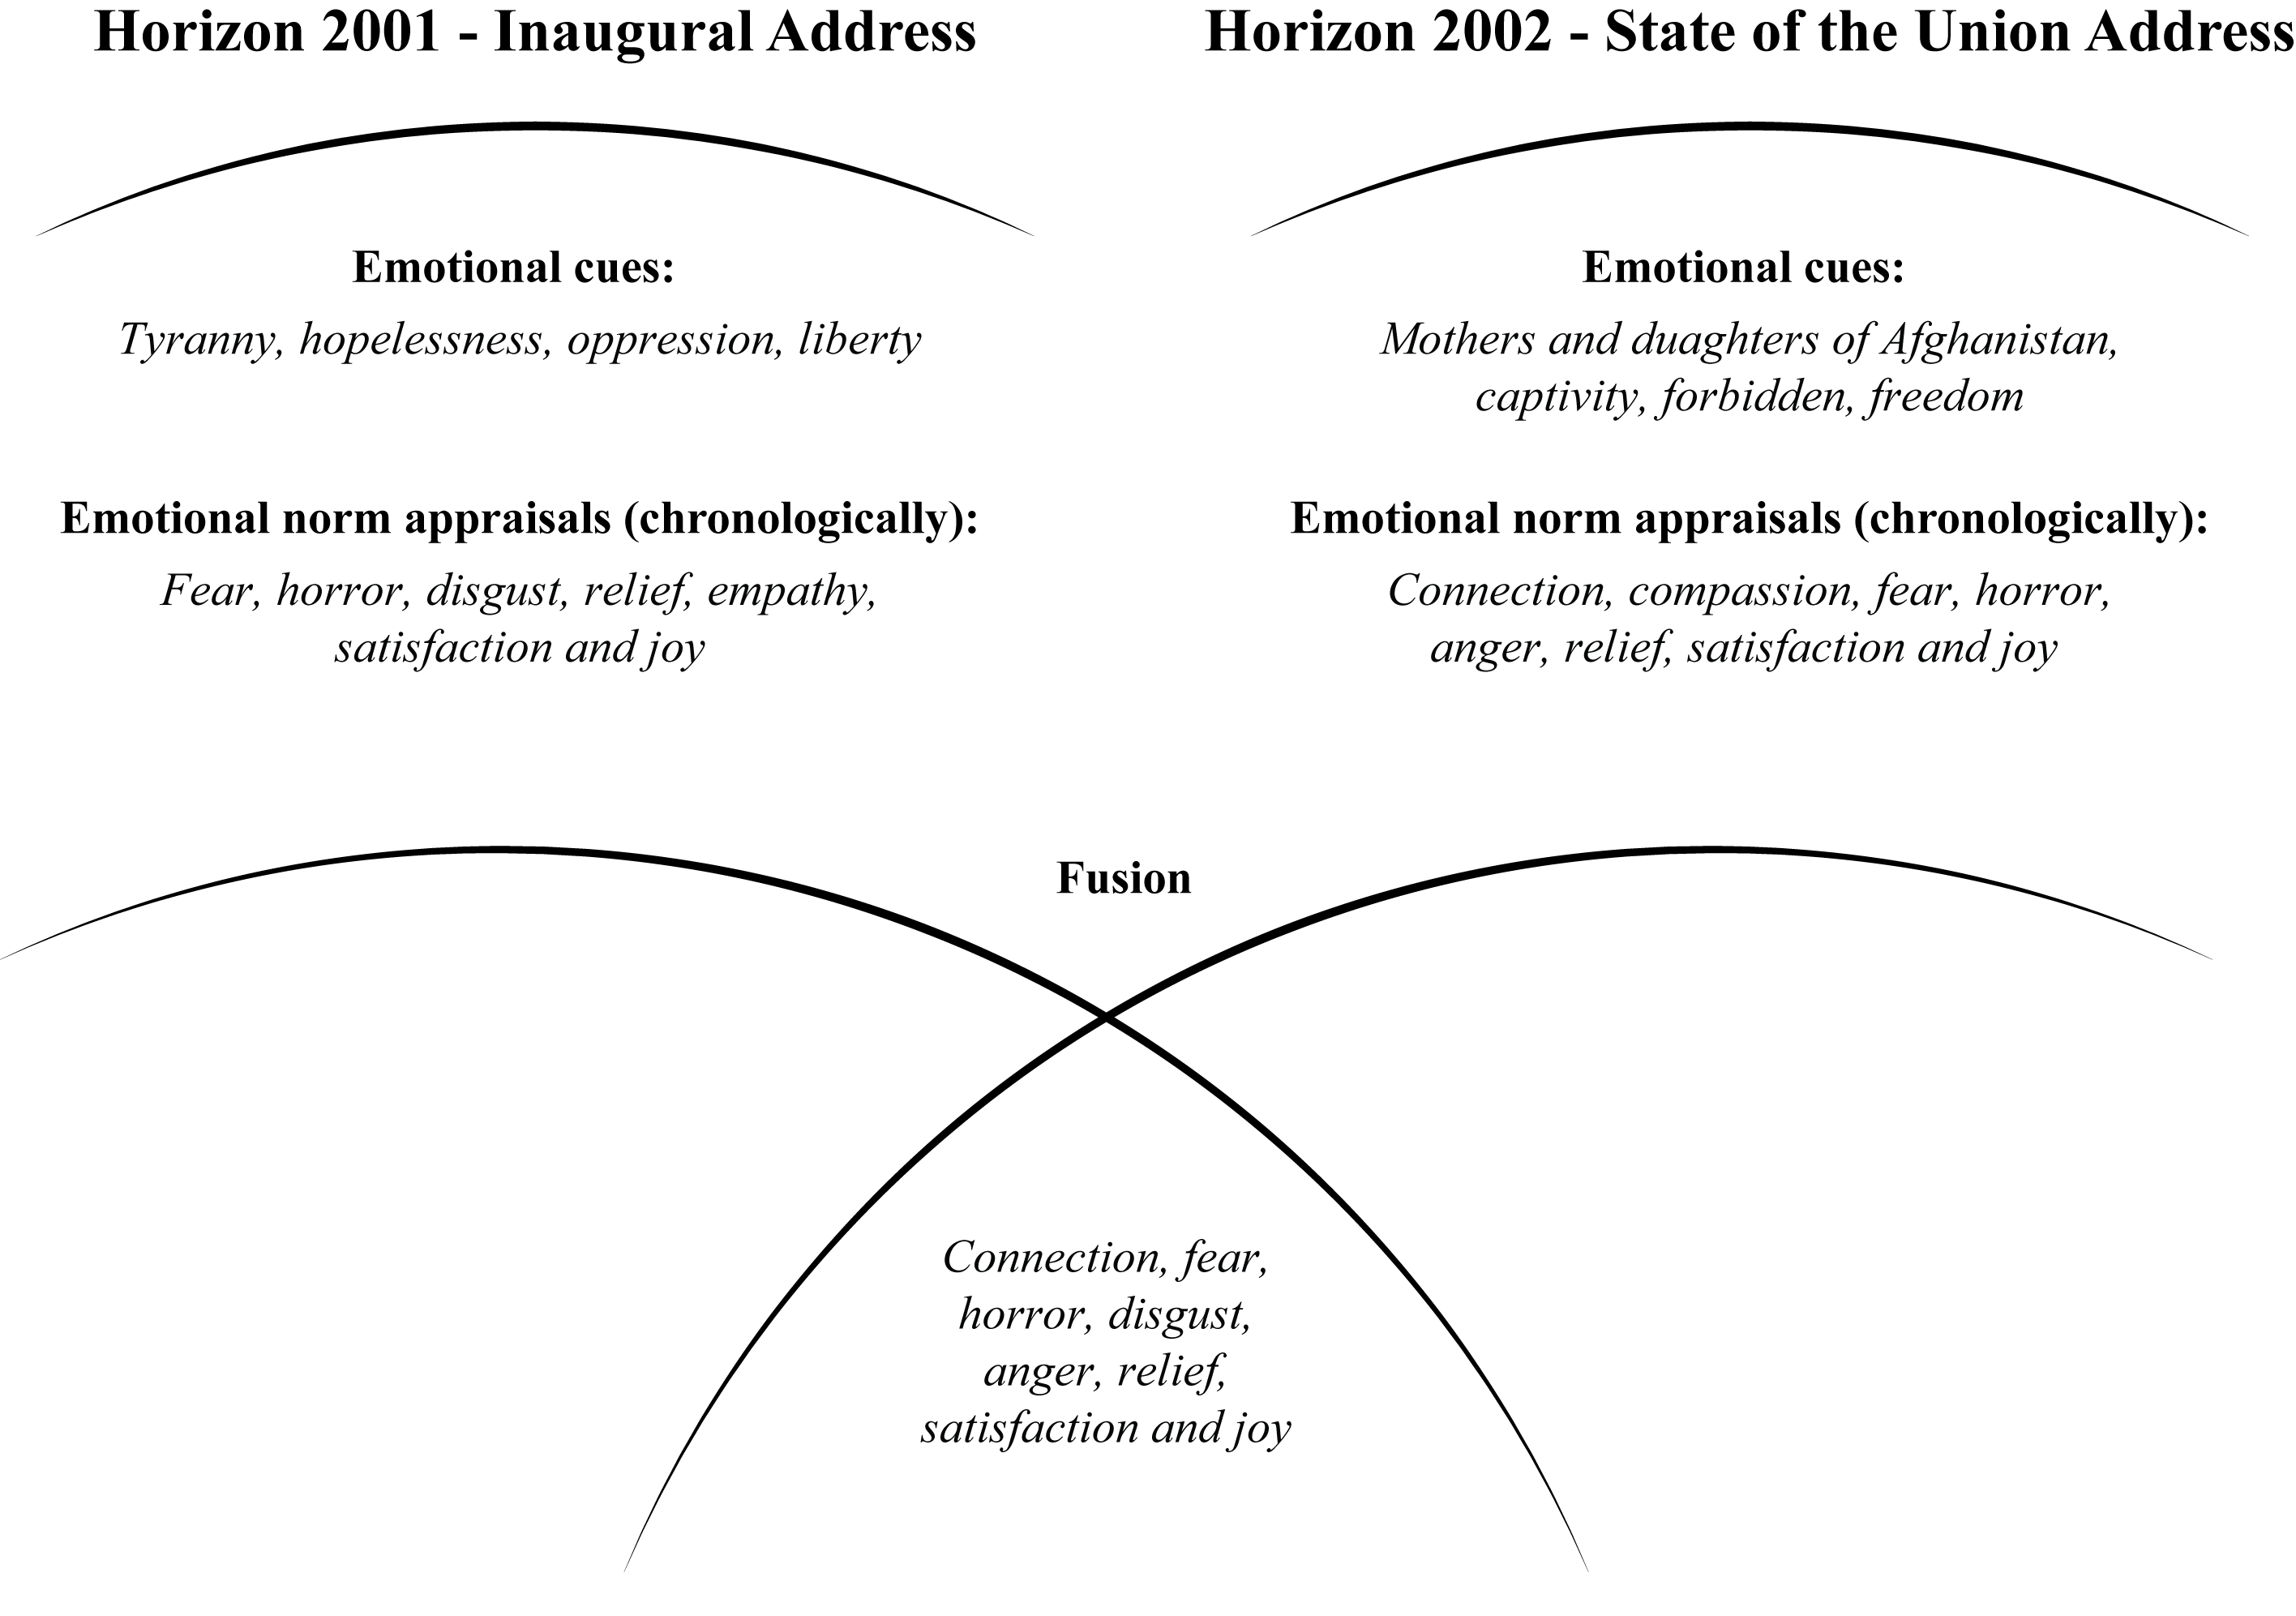 Horizon 2001 - Inaugural Address
Emotional cues:
Tyranny, hopelessness, oppression, liberty
Emotional norm appraisals (chronologically):
Fear, horror, disgust, relief, empathy,
satisfaction and joy
Horizon 2002 - State of the Union Address
Emotional cues:
Mothers and duaghters of Afghanistan,
captivity, forbidden, freedom
Emotional norm appraisals (chronologically):
Connection, compassion, fear, horror,
anger, relief, satisfaction and joy
Fusion
Connection, fear,
horror, disgust,
anger, relief,
satisfaction and joy